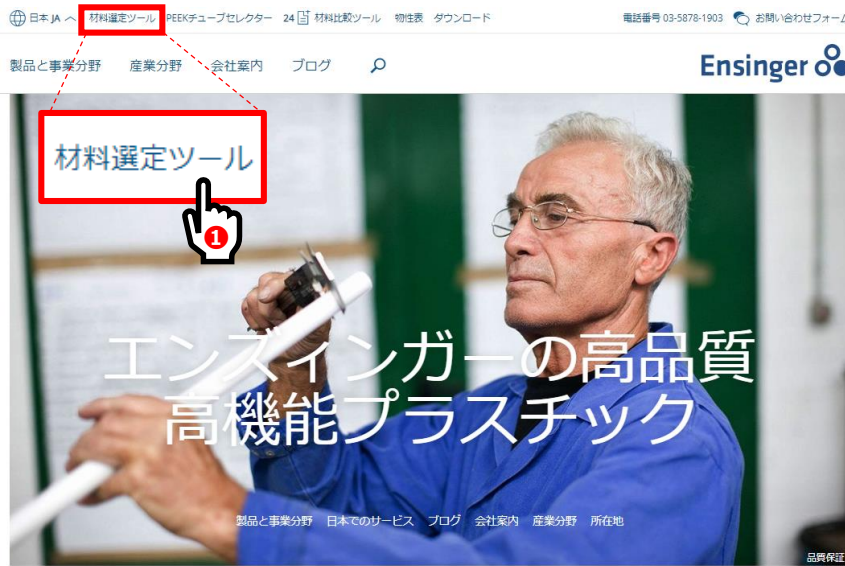 日本 JA 材料選定ツール PEEKチューブセレクター 24 材料比較ツール 物性表 ダウンロード 電話番号 03-5878-1903 お問い合わせフォーム
製品と事業分野 産業分野 会社案内 ブログ Ensinger
材料選定ツール
1
エンズィンガーの高品質
高機能プラスチック
製品と事業分野 日本でのサービス ブログ 会社案内 産業分野 所在地
品質保証